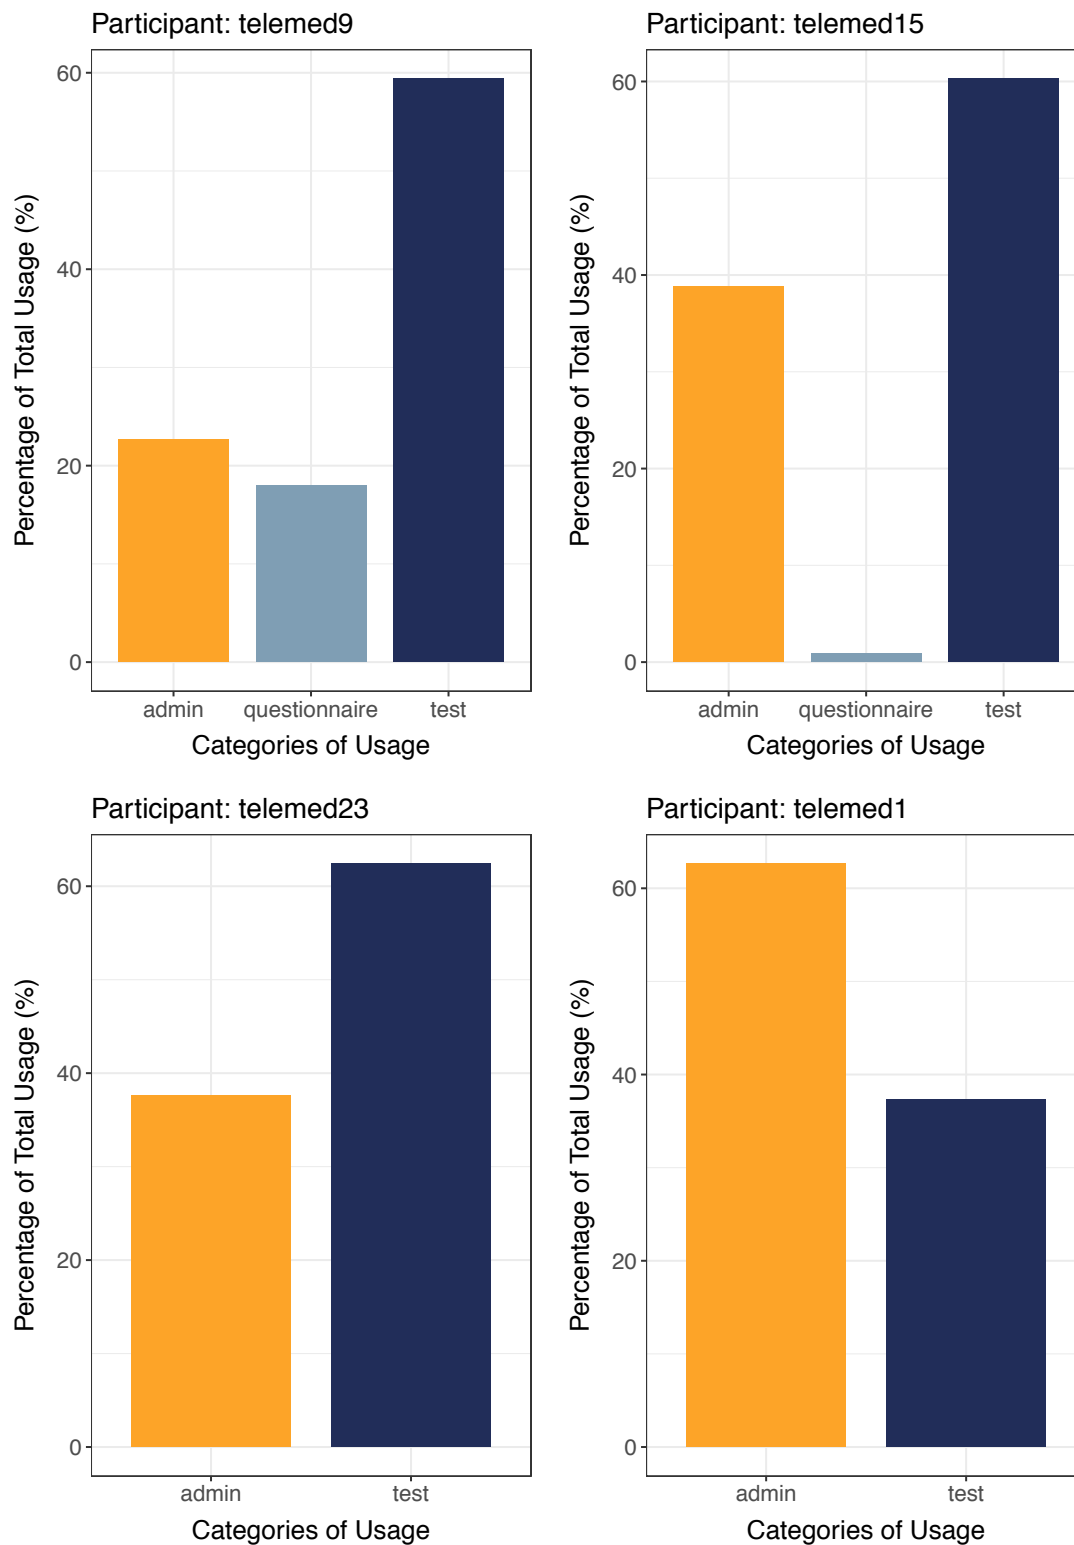 Participant: telemed9
Percentage of Total Usage (%)
60
40
20
0
admin questionnaire test
Categories of Usage
Participant: telemed15
Percentage of Total Usage (%)
60
40
20
0
admin questionnaire test
Categories of Usage
Participant: telemed23
Percentage of Total Usage (%)
60
40
20
0
admin test
Categories of Usage
Participant: telemed1
Percentage of Total Usage (%)
60
40
20
0
admin test
Categories of Usage